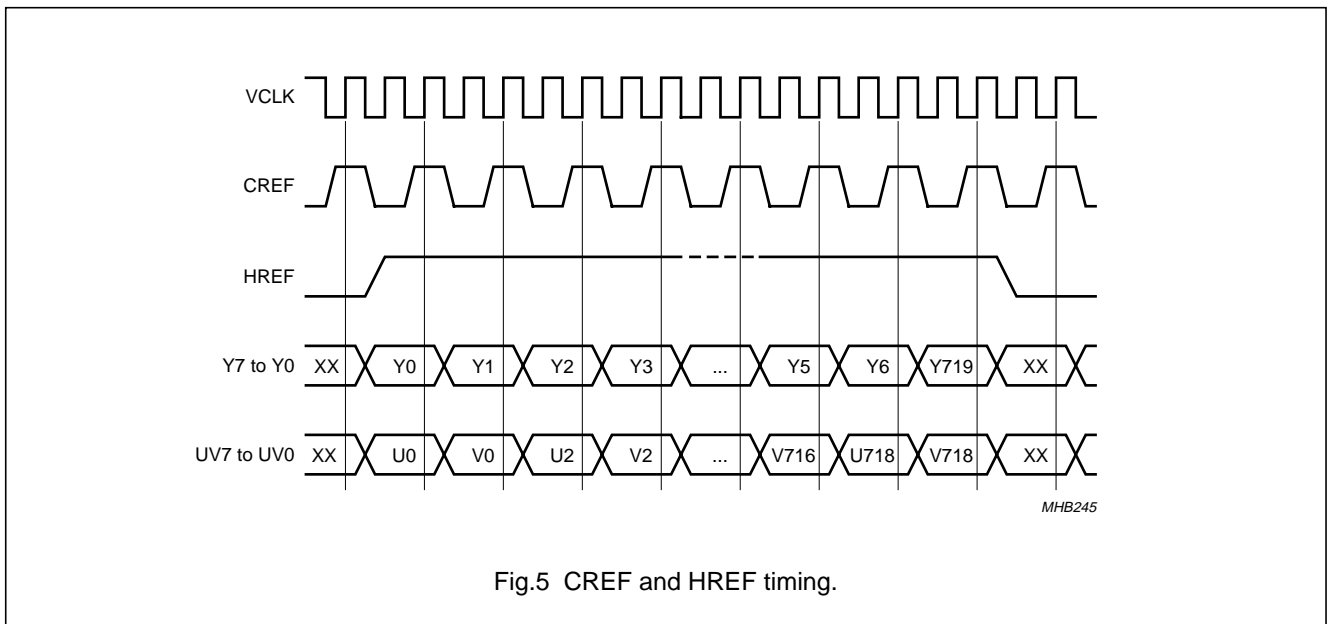 VCLK
CREF
HREF
Y7 to Y0 XX Y0 Y1 Y2 Y3 ... Y5 Y6 Y719 XX
UV7 to UV0 XX U0 V0 U2 V2 ... V716 U718 V718 XX
MHB245
Fig.5 CREF and HREF timing.